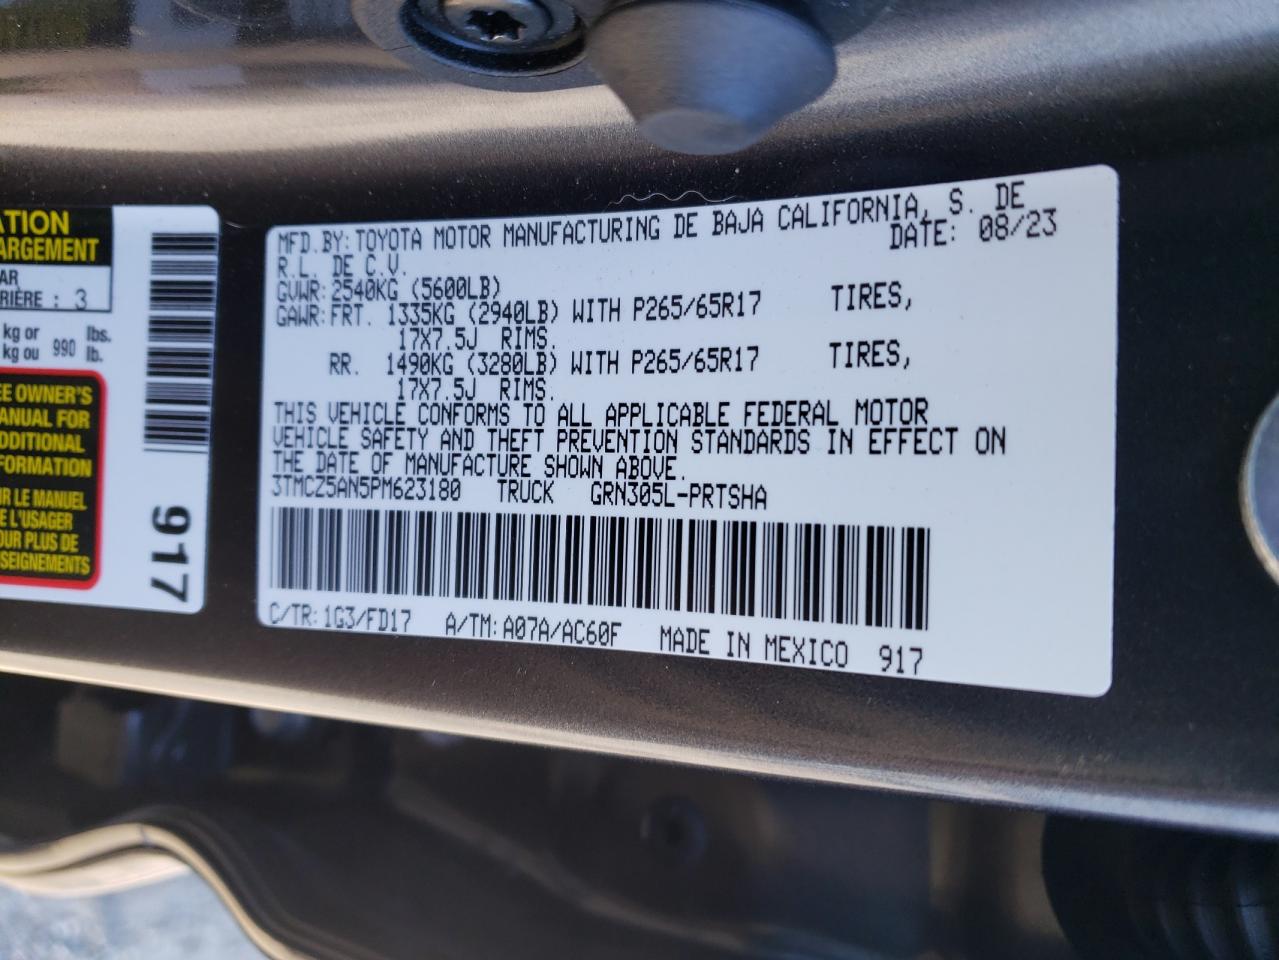 ATION
ARGEMENT
AR
RIÈRE : 3
kg or lbs.
990
kg ou lb.
EE OWNER'S
ANUAL FOR
DDITIONAL
FORMATION
R LE MANUEL
E L'USAGER
OUR PLUS DE
SEIGNEMENTS
917
MFD.BY:TOYOTA MOTOR MANUFACTURING DE BAJA CALIFORNIA, S. DE
R.L. DE C.V. DATE: 08/23
GVWR:2540KG (5600LB)
GAWR:FRT. 1335KG (2940LB) WITH P265/65R17 TIRES,
17X7.5J RIMS.
RR. 1490KG (3280LB) WITH P265/65R17 TIRES,
17X7.5J RIMS.
THIS VEHICLE CONFORMS TO ALL APPLICABLE FEDERAL MOTOR
VEHICLE SAFETY AND THEFT PREVENTION STANDARDS IN EFFECT ON
THE DATE OF MANUFACTURE SHOWN ABOVE.
3TMCZ5AN5PM623180 TRUCK GRN305L-PRTSHA
C/TR:1G3/FD17 A/TM:A07A/AC60F MADE IN MEXICO 917